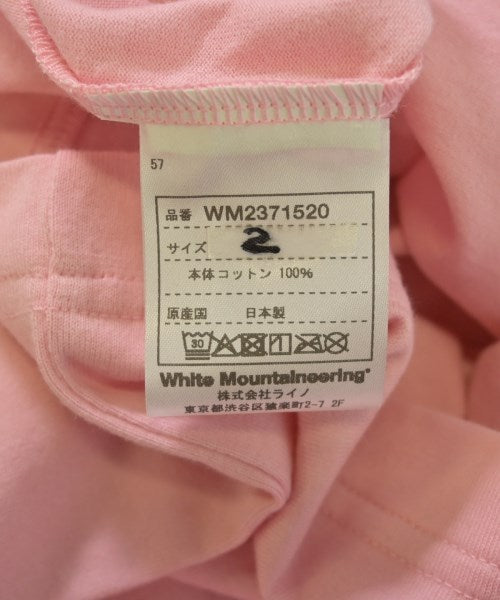 57
品番 WM2371520
サイズ 2
本体コットン 100%
原産国 日本製
30
White Mountaineering®
株式会社ライノ
東京都渋谷区猿楽町2-7 2F